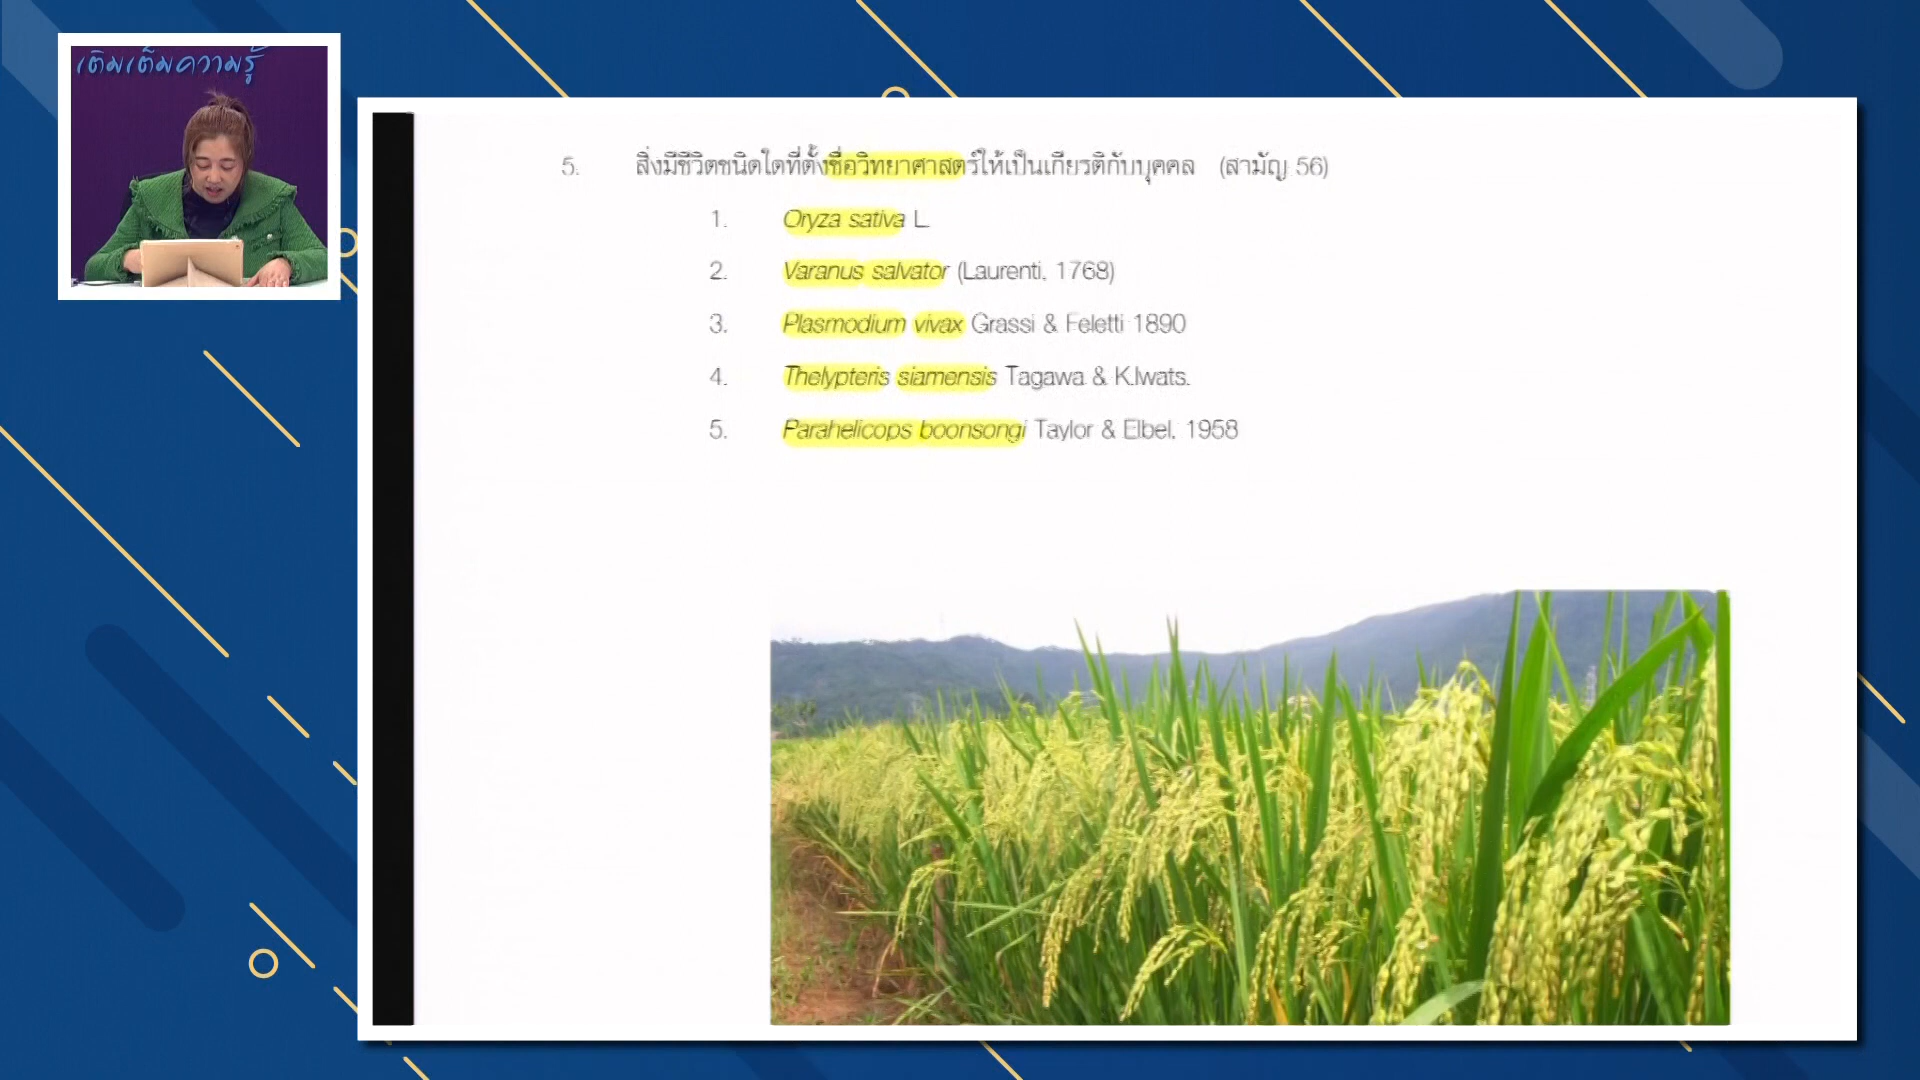 เติมเต็มความรู้
5. สิ่งมีชีวิตชนิดใดที่ตั้งชื่อวิทยาศาสตร์ให้เป็นเกียรติกับบุคคล (สามัญ 56)
1. Oryza sativa L.
2. Varanus salvator (Laurenti, 1768)
3. Plasmodium vivax Grassi & Feletti 1890
4. Thelypteris siamensis Tagawa & K.Iwats.
5. Parahelicops boonsongi Taylor & Elbel, 1958